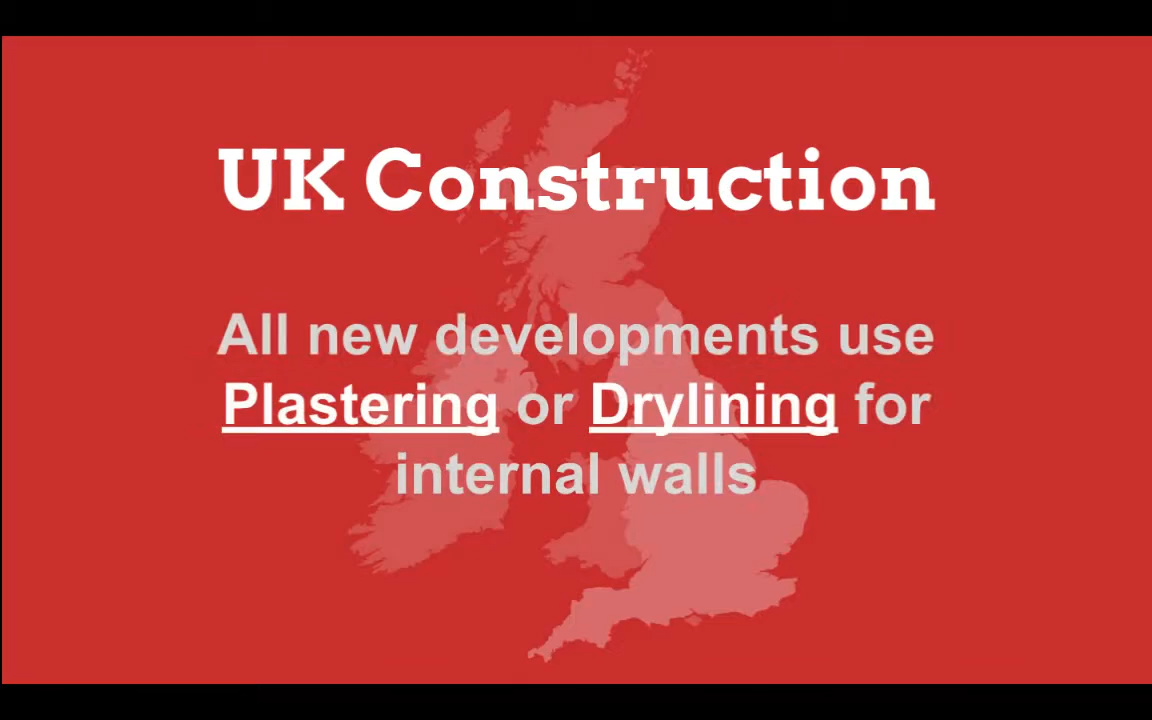 UK Construction
All new developments use
Plastering or Drylining for
internal walls